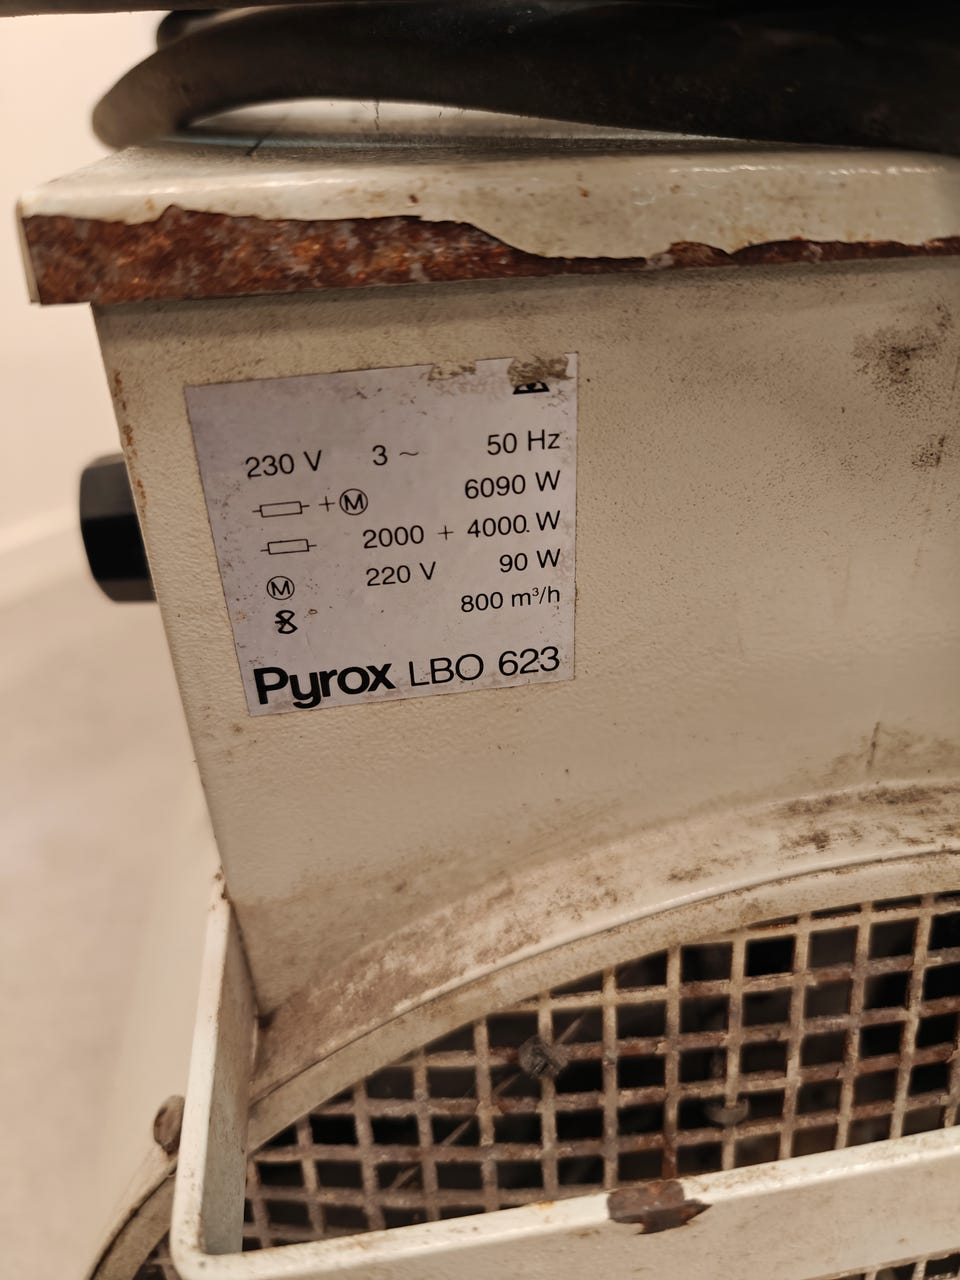 230 V 3 ~ 50 Hz
+ M 6090 W
2000 + 4000 W
M 220 V 90 W
800 m³/h
Pyrox LBO 623